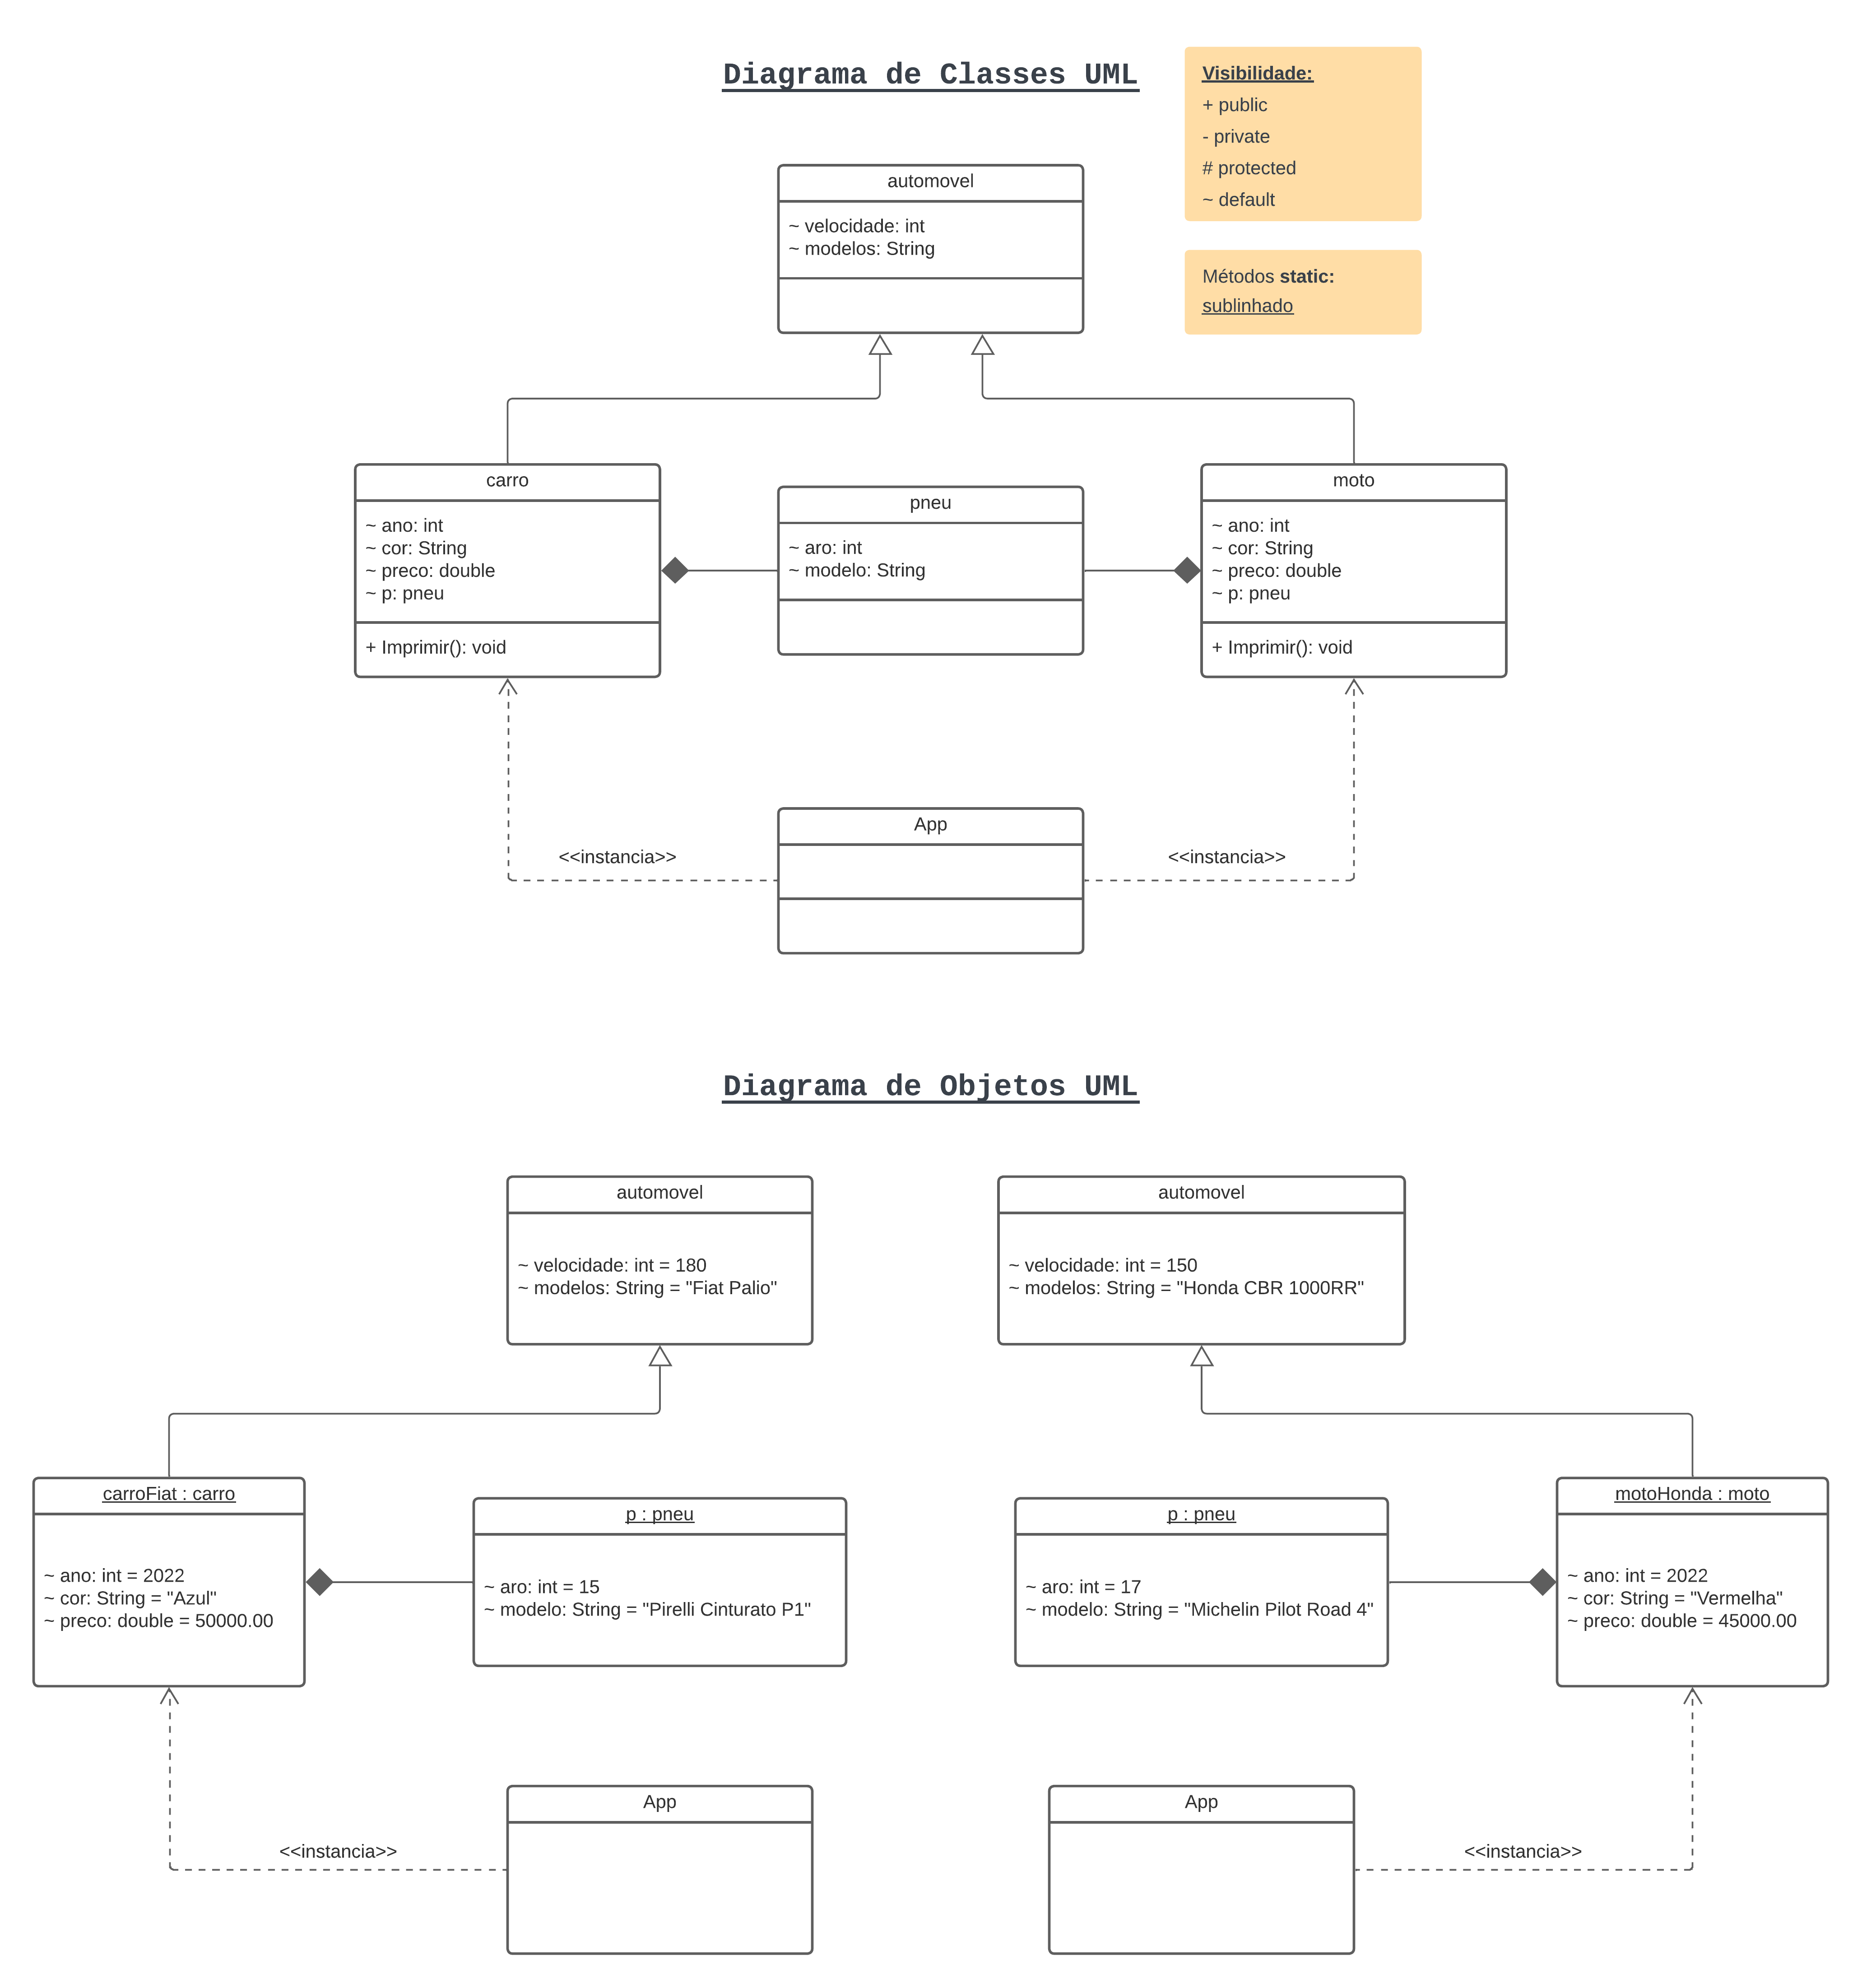 Diagrama de Classes UML
Visibilidade:
+ public
- private
# protected
~ default
Métodos static:
sublinhado
automovel
~ velocidade: int
~ modelos: String
carro
~ ano: int
~ cor: String
~ preco: double
~ p: pneu
+ Imprimir(): void
pneu
~ aro: int
~ modelo: String
moto
~ ano: int
~ cor: String
~ preco: double
~ p: pneu
+ Imprimir(): void
<<instancia>>
App
<<instancia>>
Diagrama de Objetos UML
automovel
~ velocidade: int = 180
~ modelos: String = "Fiat Palio"
automovel
~ velocidade: int = 150
~ modelos: String = "Honda CBR 1000RR"
carroFiat : carro
~ ano: int = 2022
~ cor: String = "Azul"
~ preco: double = 50000.00
p : pneu
~ aro: int = 15
~ modelo: String = "Pirelli Cinturato P1"
p : pneu
~ aro: int = 17
~ modelo: String = "Michelin Pilot Road 4"
motoHonda : moto
~ ano: int = 2022
~ cor: String = "Vermelha"
~ preco: double = 45000.00
<<instancia>>
App
App
<<instancia>>